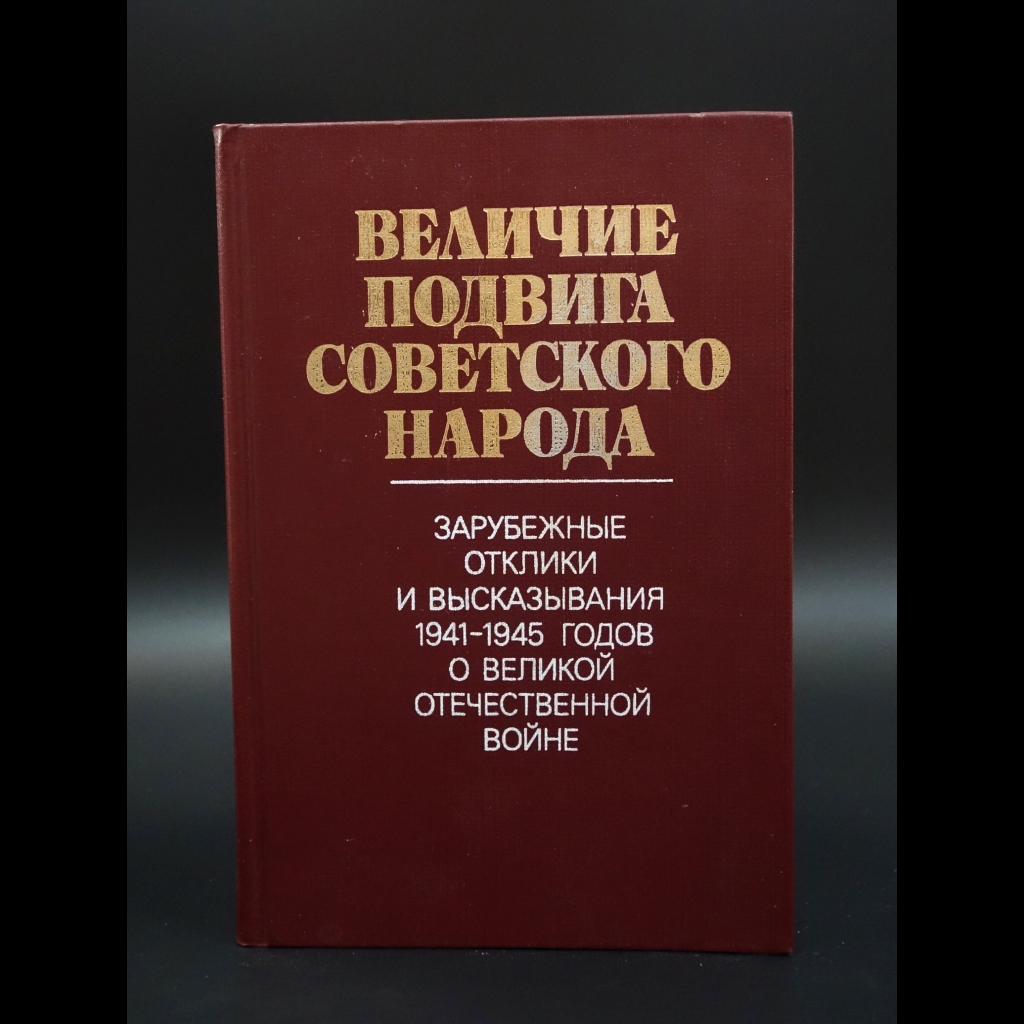 ВЕЛИЧИЕ
ПОДВИГА
СОВЕТСКОГО
НАРОДА
ЗАРУБЕЖНЫЕ
ОТКЛИКИ
И ВЫСКАЗЫВАНИЯ
1941-1945 ГОДОВ
О ВЕЛИКОЙ
ОТЕЧЕСТВЕННОЙ
ВОЙНЕ